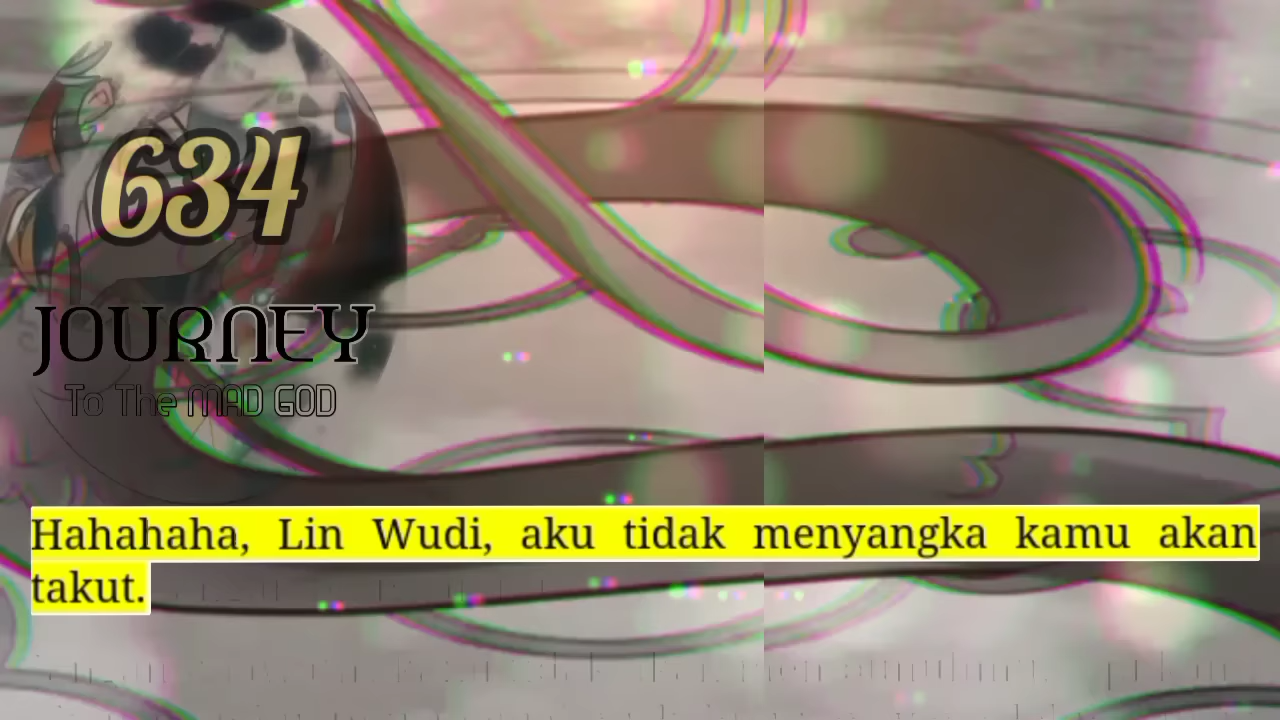 634
JOURNEY
To The MAD GOD
Hahahaha, Lin Wudi, aku tidak menyangka kamu akan
takut.